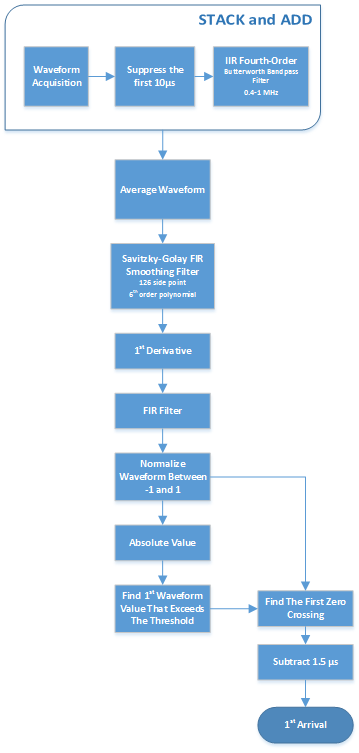 STACK and ADD
Waveform
Acquisition
Suppress the
first 10µs
IIR Fourth-Order
Butterworth Bandpass
Filter
0.4-1 MHz
Average Waveform
Savitzky-Golay FIR
Smoothing Filter
126 side point
6th order polynomial
1st Derivative
FIR Filter
Normalize
Waveform Between
-1 and 1
Absolute Value
Find 1st Waveform
Value That Exceeds
The Threshold
Find The First Zero
Crossing
Subtract 1.5 µs
1st Arrival